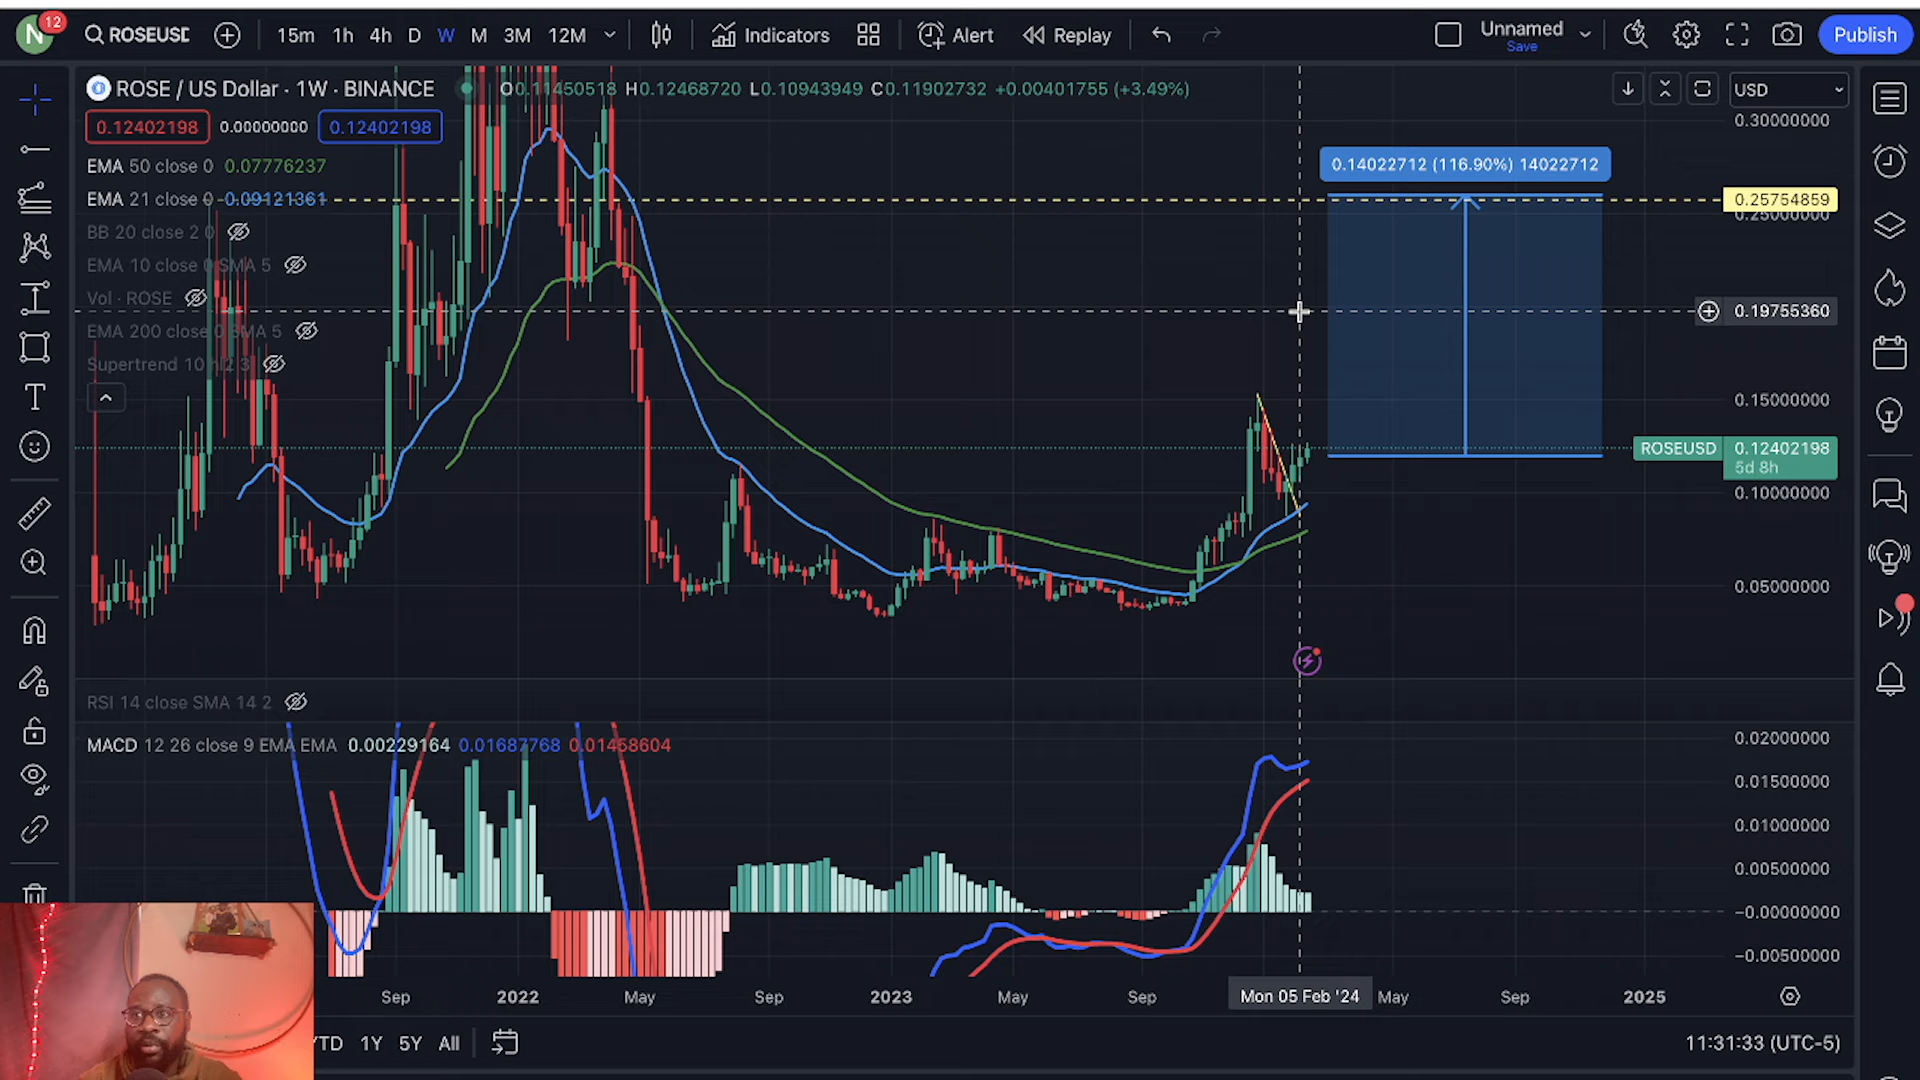 N 12 ROSEUSD 15m 1h 4h D W M 3M 12M Indicators Alert Replay Unnamed Publish
Save
ROSE / US Dollar · 1W · BINANCE O0.11450518 H0.12468720 L0.10943949 C0.11902732 +0.00401755 (+3.49%) USD
0.30000000
0.12402198 0.00000000 0.12402198
EMA 50 close 0 0.07776237
0.14022712 (116.90%) 14022712
EMA 21 close 0 0.09121361
0.25754859
0.25000000
BB 20 close 2 0
EMA 10 close 0 SMA 5
Vol · ROSE
0.19755360
EMA 200 close 0 SMA 5
Supertrend 10 hl2 3
0.15000000
ROSEUSD 0.12402198
5d 8h
0.10000000
0.05000000
RSI 14 close SMA 14 2
MACD 12 26 close 9 EMA EMA 0.00229164 0.01687768 0.01458604
0.02000000
0.01500000
0.01000000
0.00500000
−0.00000000
−0.00500000
Sep 2022 May Sep 2023 May Sep Mon 05 Feb '24 May Sep 2025
YTD 1Y 5Y All 11:31:33 (UTC-5)